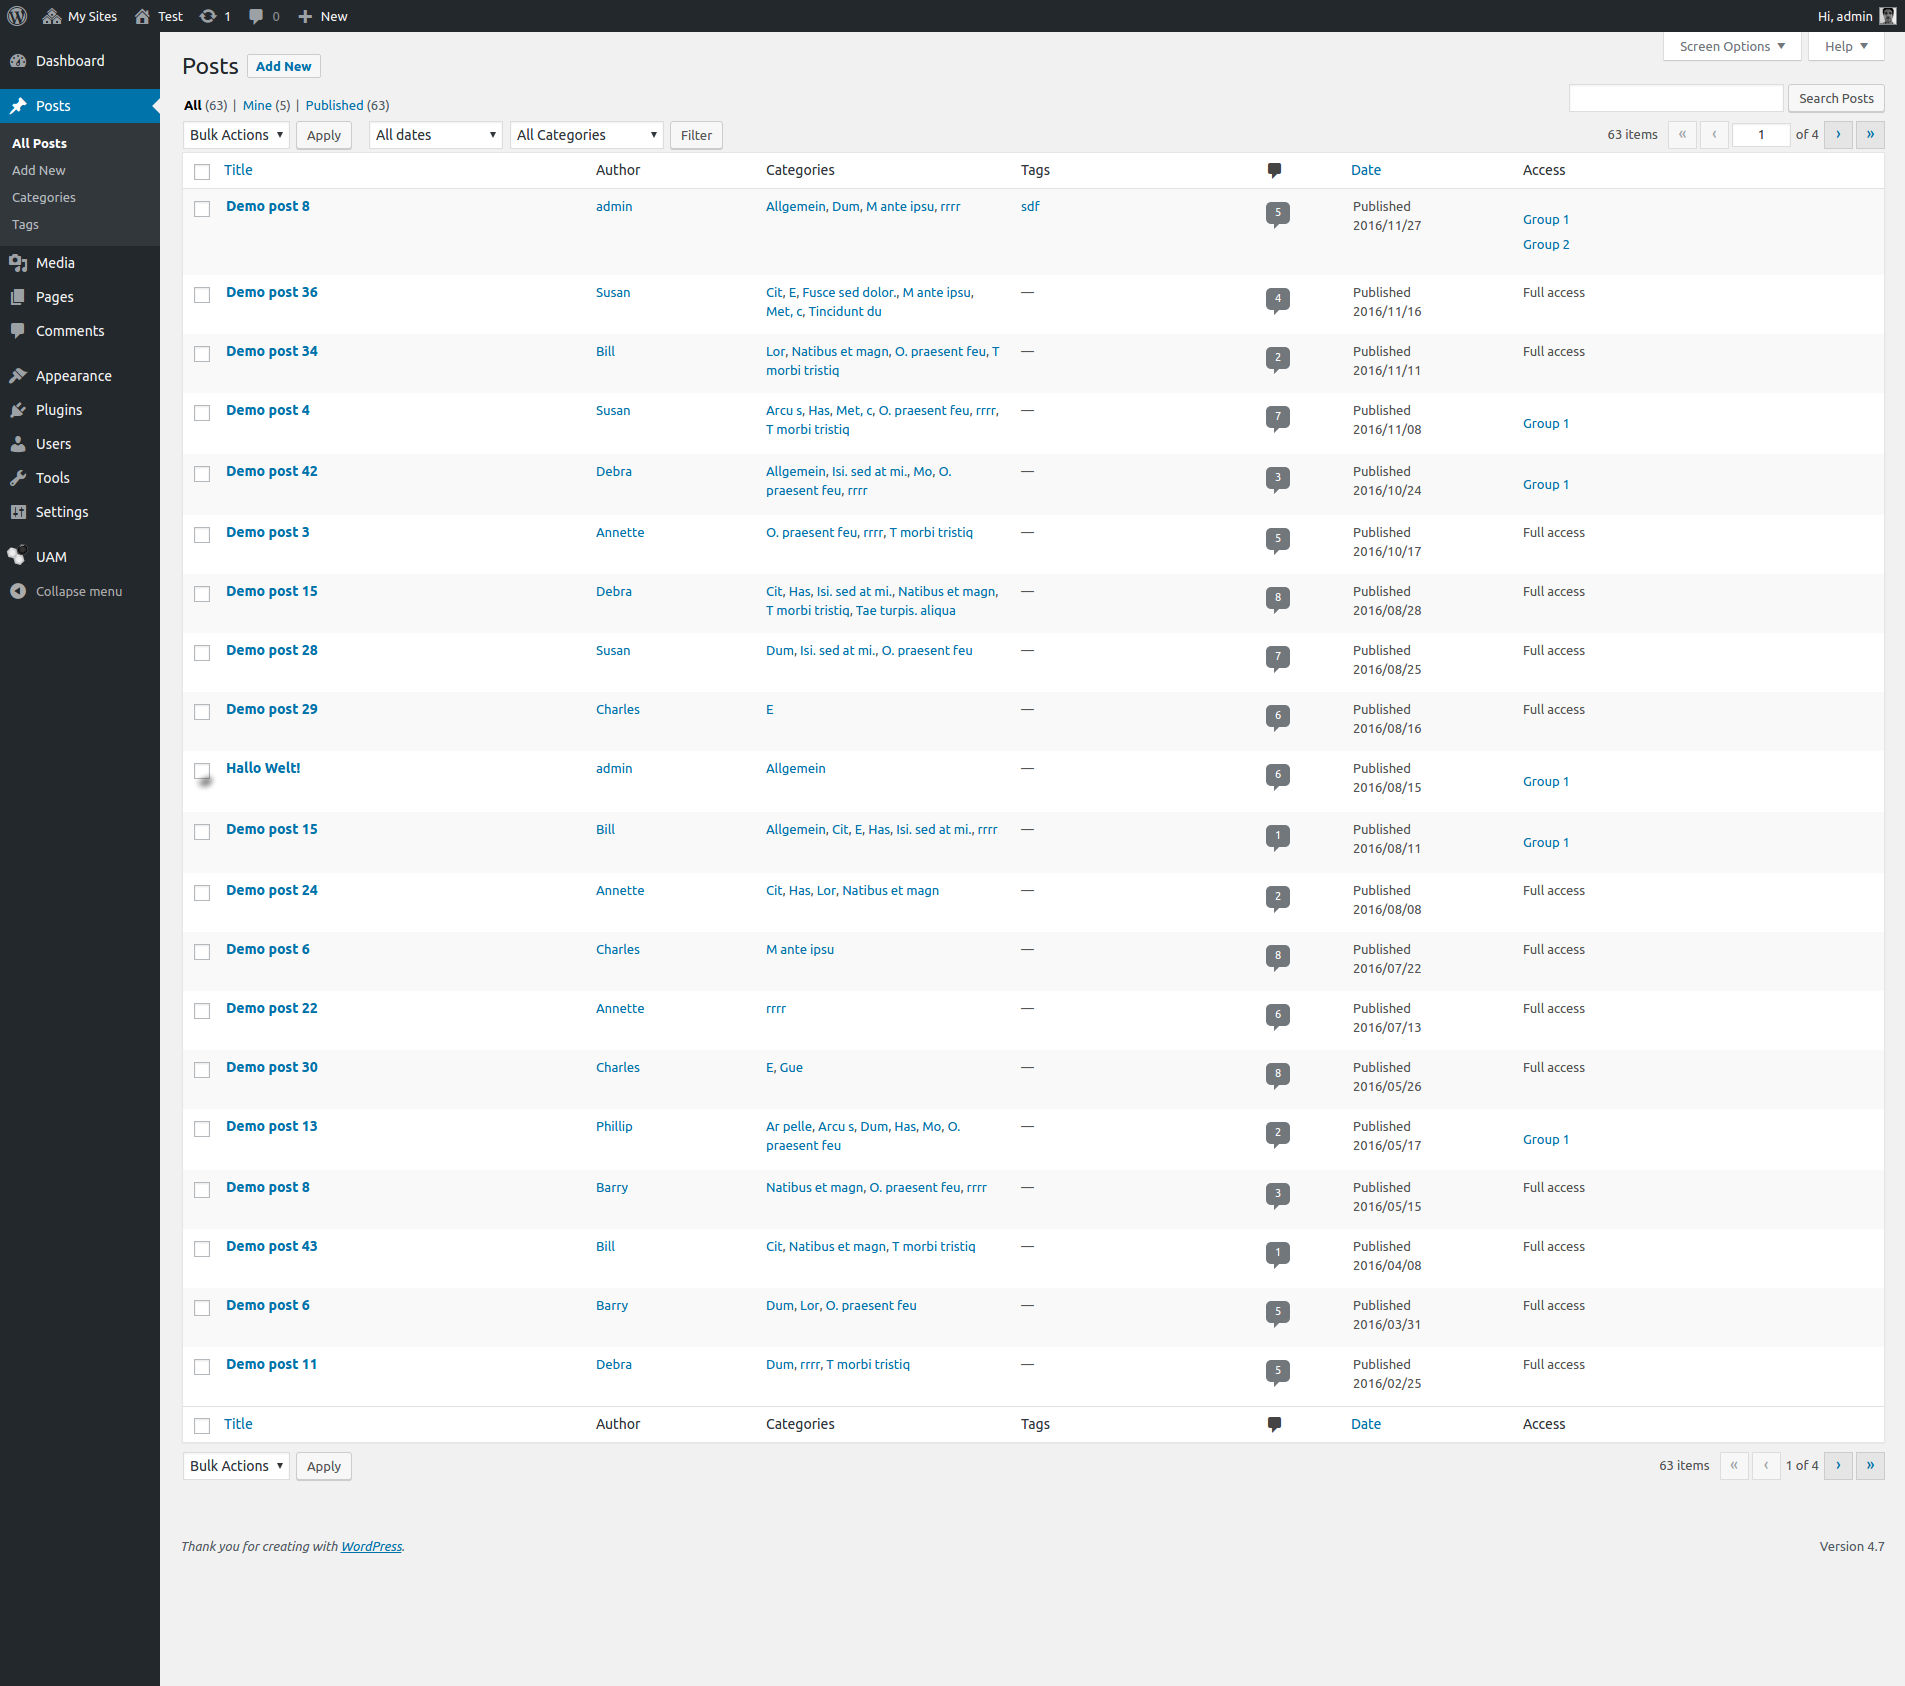 My Sites Test 1 0 New Hi, admin
Dashboard
Posts
All Posts
Add New
Categories
Tags
Media
Pages
Comments
Appearance
Plugins
Users
Tools
Settings
UAM
Collapse menu
Screen Options Help
Posts Add New
All (63) | Mine (5) | Published (63)
Search Posts
Bulk Actions Apply All dates All Categories Filter 63 items « ‹ 1 of 4 › »
Title Author Categories Tags Date Access
Demo post 8 admin Allgemein, Dum, M ante ipsu, rrrr sdf 5 Published
2016/11/27
Group 1
Group 2
Demo post 36 Susan Cit, E, Fusce sed dolor., M ante ipsu, — 4 Published Full access
Met, c, Tincidunt du 2016/11/16
Demo post 34 Bill Lor, Natibus et magn, O. praesent feu, T — 2 Published Full access
morbi tristiq 2016/11/11
Demo post 4 Susan Arcu s, Has, Met, c, O. praesent feu, rrrr, — 7 Published Group 1
T morbi tristiq 2016/11/08
Demo post 42 Debra Allgemein, Isi. sed at mi., Mo, O. — 3 Published Group 1
praesent feu, rrrr 2016/10/24
Demo post 3 Annette O. praesent feu, rrrr, T morbi tristiq — 5 Published Full access
2016/10/17
Demo post 15 Debra Cit, Has, Isi. sed at mi., Natibus et magn, — 8 Published Full access
T morbi tristiq, Tae turpis. aliqua 2016/08/28
Demo post 28 Susan Dum, Isi. sed at mi., O. praesent feu — 7 Published Full access
2016/08/25
Demo post 29 Charles E — 6 Published Full access
2016/08/16
Hallo Welt! admin Allgemein — 6 Published Group 1
2016/08/15
Demo post 15 Bill Allgemein, Cit, E, Has, Isi. sed at mi., rrrr — 1 Published Group 1
2016/08/11
Demo post 24 Annette Cit, Has, Lor, Natibus et magn — 2 Published Full access
2016/08/08
Demo post 6 Charles M ante ipsu — 8 Published Full access
2016/07/22
Demo post 22 Annette rrrr — 6 Published Full access
2016/07/13
Demo post 30 Charles E, Gue — 8 Published Full access
2016/05/26
Demo post 13 Phillip Ar pelle, Arcu s, Dum, Has, Mo, O. — 2 Published Group 1
praesent feu 2016/05/17
Demo post 8 Barry Natibus et magn, O. praesent feu, rrrr — 3 Published Full access
2016/05/15
Demo post 43 Bill Cit, Natibus et magn, T morbi tristiq — 1 Published Full access
2016/04/08
Demo post 6 Barry Dum, Lor, O. praesent feu — 5 Published Full access
2016/03/31
Demo post 11 Debra Dum, rrrr, T morbi tristiq — 5 Published Full access
2016/02/25
Title Author Categories Tags Date Access
Bulk Actions Apply 63 items « ‹ 1 of 4 › »
Thank you for creating with WordPress. Version 4.7